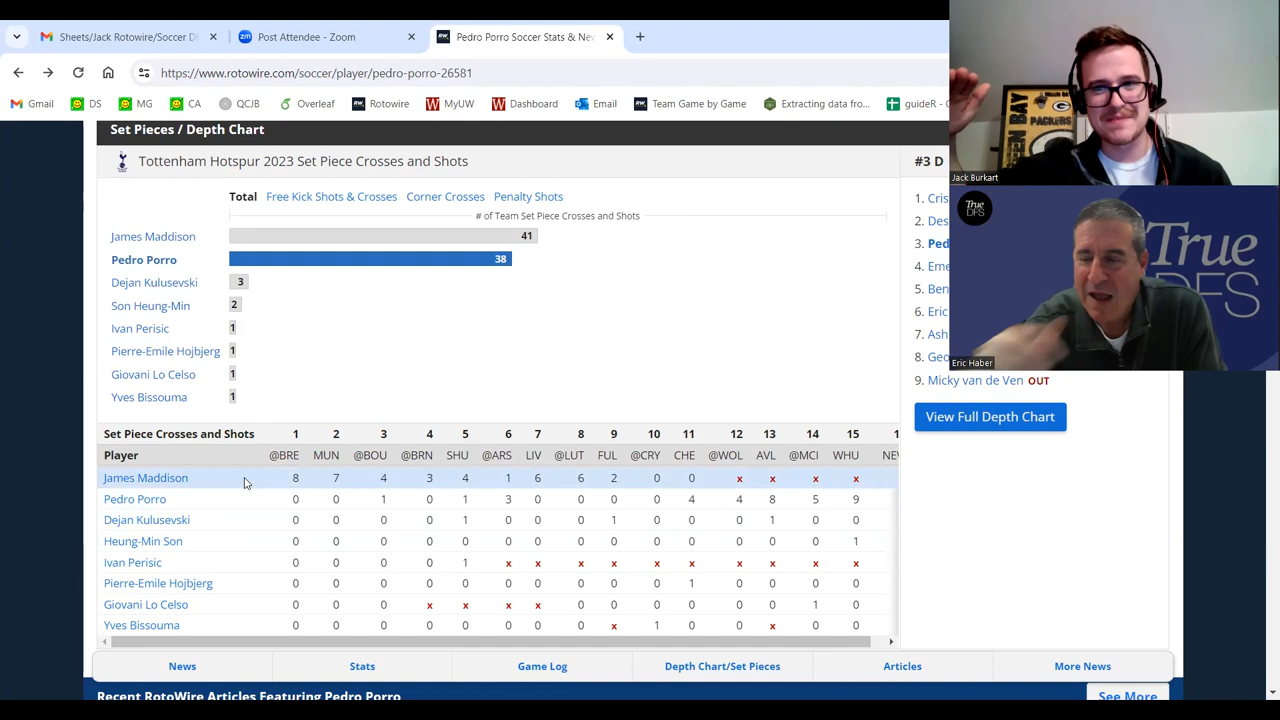 Sheets/Jack Rotowire/Soccer D
Post Attendee - Zoom
Pedro Porro Soccer Stats & Nev
https://www.rotowire.com/soccer/player/pedro-porro-26581
Gmail DS MG CA QCJB Overleaf Rotowire MyUW Dashboard Email Team Game by Game Extracting data fro... guideR - G
Set Pieces / Depth Chart
Tottenham Hotspur 2023 Set Piece Crosses and Shots
Total Free Kick Shots & Crosses Corner Crosses Penalty Shots
# of Team Set Piece Crosses and Shots
James Maddison 41
Pedro Porro 38
Dejan Kulusevski 3
Son Heung-Min 2
Ivan Perisic 1
Pierre-Emile Hojbjerg 1
Giovani Lo Celso 1
Yves Bissouma 1
Set Piece Crosses and Shots 1 2 3 4 5 6 7 8 9 10 11 12 13 14 15 1
Player @BRE MUN @BOU @BRN SHU @ARS LIV @LUT FUL @CRY CHE @WOL AVL @MCI WHU NEV
James Maddison 8 7 4 3 4 1 6 6 2 0 0 x x x x
Pedro Porro 0 0 1 0 1 3 0 0 0 0 4 4 8 5 9
Dejan Kulusevski 0 0 0 0 1 0 0 0 1 0 0 0 1 0 0
Heung-Min Son 0 0 0 0 0 0 0 0 0 0 0 0 0 0 1
Ivan Perisic 0 0 0 0 1 x x x x x x x x x x
Pierre-Emile Hojbjerg 0 0 0 0 0 0 0 0 0 0 1 0 0 0 0
Giovani Lo Celso 0 0 0 x x x x 0 0 0 0 0 0 1 0
Yves Bissouma 0 0 0 0 0 0 0 0 x 1 0 0 x 0 0
#3 D
1. Cris
2. Des
3. Ped
4. Eme
5. Ben
6. Eric
7. Ash
8. Geo
9. Micky van de Ven OUT
View Full Depth Chart
News Stats Game Log Depth Chart/Set Pieces Articles More News
Recent RotoWire Articles Featuring Pedro Porro
See More
GREEN BAY
PACKERS
Jack Burkart
True
DFS
True
DFS
Eric Haber